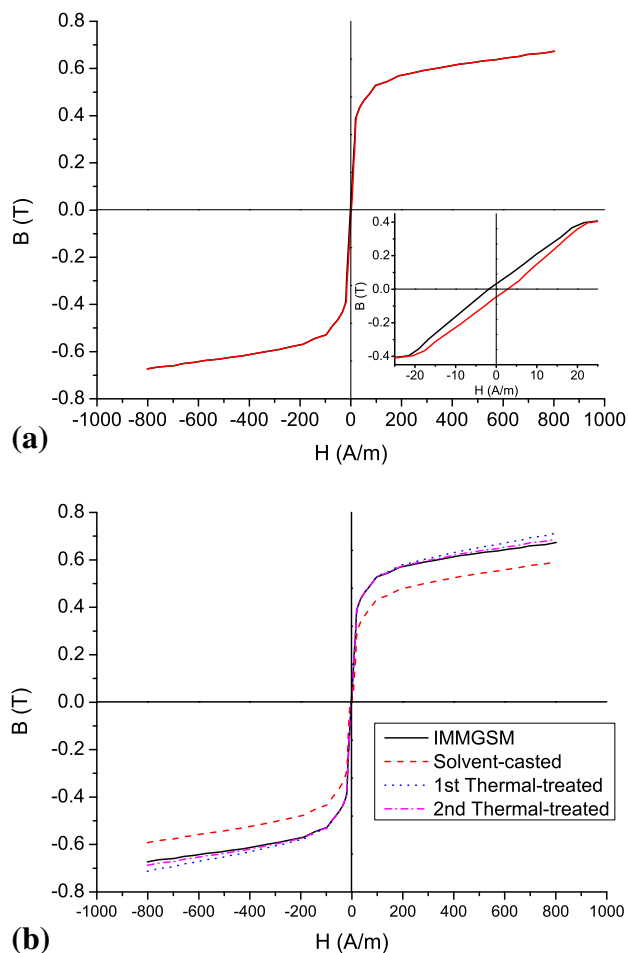 0.8
0.6
0.4
0.2
0.0
-0.2
-0.4
-0.6
-0.8
B (T)
0.4
0.2
0.0
-0.2
-0.4
B (T)
-20 -10 0 10 20
H (A/m)
-1000 -800 -600 -400 -200 0 200 400 600 800 1000
H (A/m)
(a)
0.8
0.6
0.4
0.2
0.0
-0.2
-0.4
-0.6
-0.8
B (T)
IMMGSM
Solvent-casted
1st Thermal-treated
2nd Thermal-treated
-1000 -800 -600 -400 -200 0 200 400 600 800 1000
H (A/m)
(b)